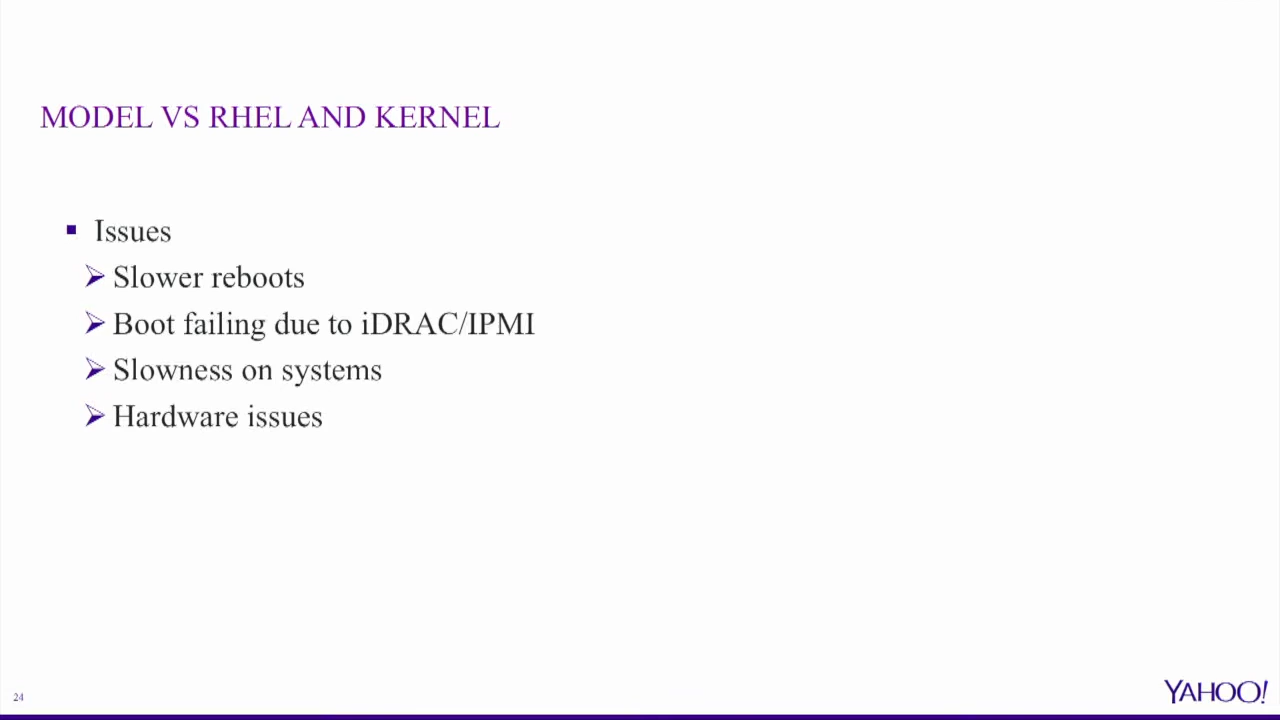 MODEL VS RHEL AND KERNEL
Issues
Slower reboots
Boot failing due to iDRAC/IPMI
Slowness on systems
Hardware issues
24
YAHOO!